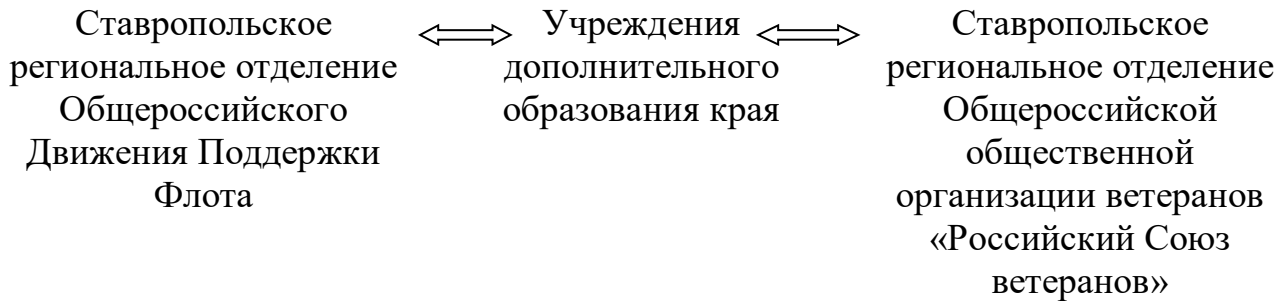 Ставропольское
региональное отделение
Общероссийского
Движения Поддержки
Флота
Учреждения
дополнительного
образования края
Ставропольское
региональное отделение
Общероссийской
общественной
организации ветеранов
«Российский Союз
ветеранов»